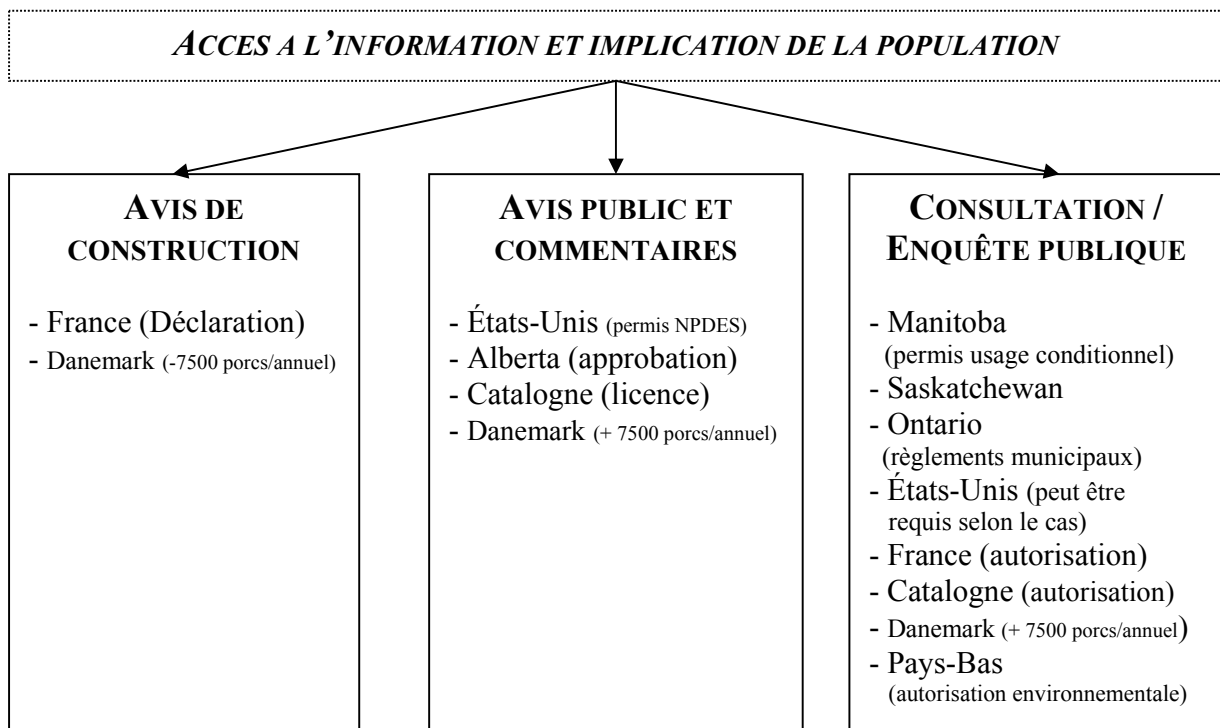 ACCES A L'INFORMATION ET IMPLICATION DE LA POPULATION
AVIS DE
CONSTRUCTION
- France (Déclaration)
- Danemark (-7500 porcs/annuel)
AVIS PUBLIC ET
COMMENTAIRES
- États-Unis (permis NPDES)
- Alberta (approbation)
- Catalogne (licence)
- Danemark (+ 7500 porcs/annuel)
CONSULTATION /
ENQUÊTE PUBLIQUE
- Manitoba
(permis usage conditionnel)
- Saskatchewan
- Ontario
(règlements municipaux)
- États-Unis (peut être
requis selon le cas)
- France (autorisation)
- Catalogne (autorisation)
- Danemark (+ 7500 porcs/annuel)
- Pays-Bas
(autorisation environnementale)